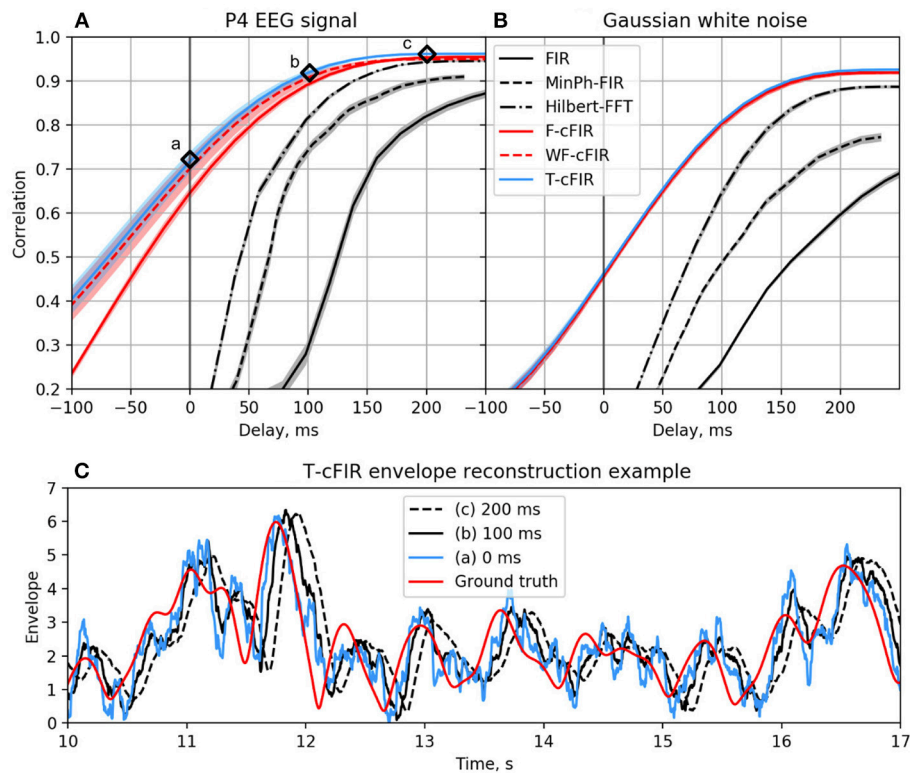 A P4 EEG signal
B Gaussian white noise
1.0
0.9
0.8
0.7
0.6
0.5
0.4
0.3
0.2
Correlation
a
b
c
FIR
MinPh-FIR
Hilbert-FFT
F-cFIR
WF-cFIR
T-cFIR
−100 −50 0 50 100 150 200 −100 −50 0 50 100 150 200
Delay, ms Delay, ms
C T-cFIR envelope reconstruction example
7
6
5
4
3
2
1
0
Envelope
(c) 200 ms
(b) 100 ms
(a) 0 ms
Ground truth
10 11 12 13 14 15 16 17
Time, s